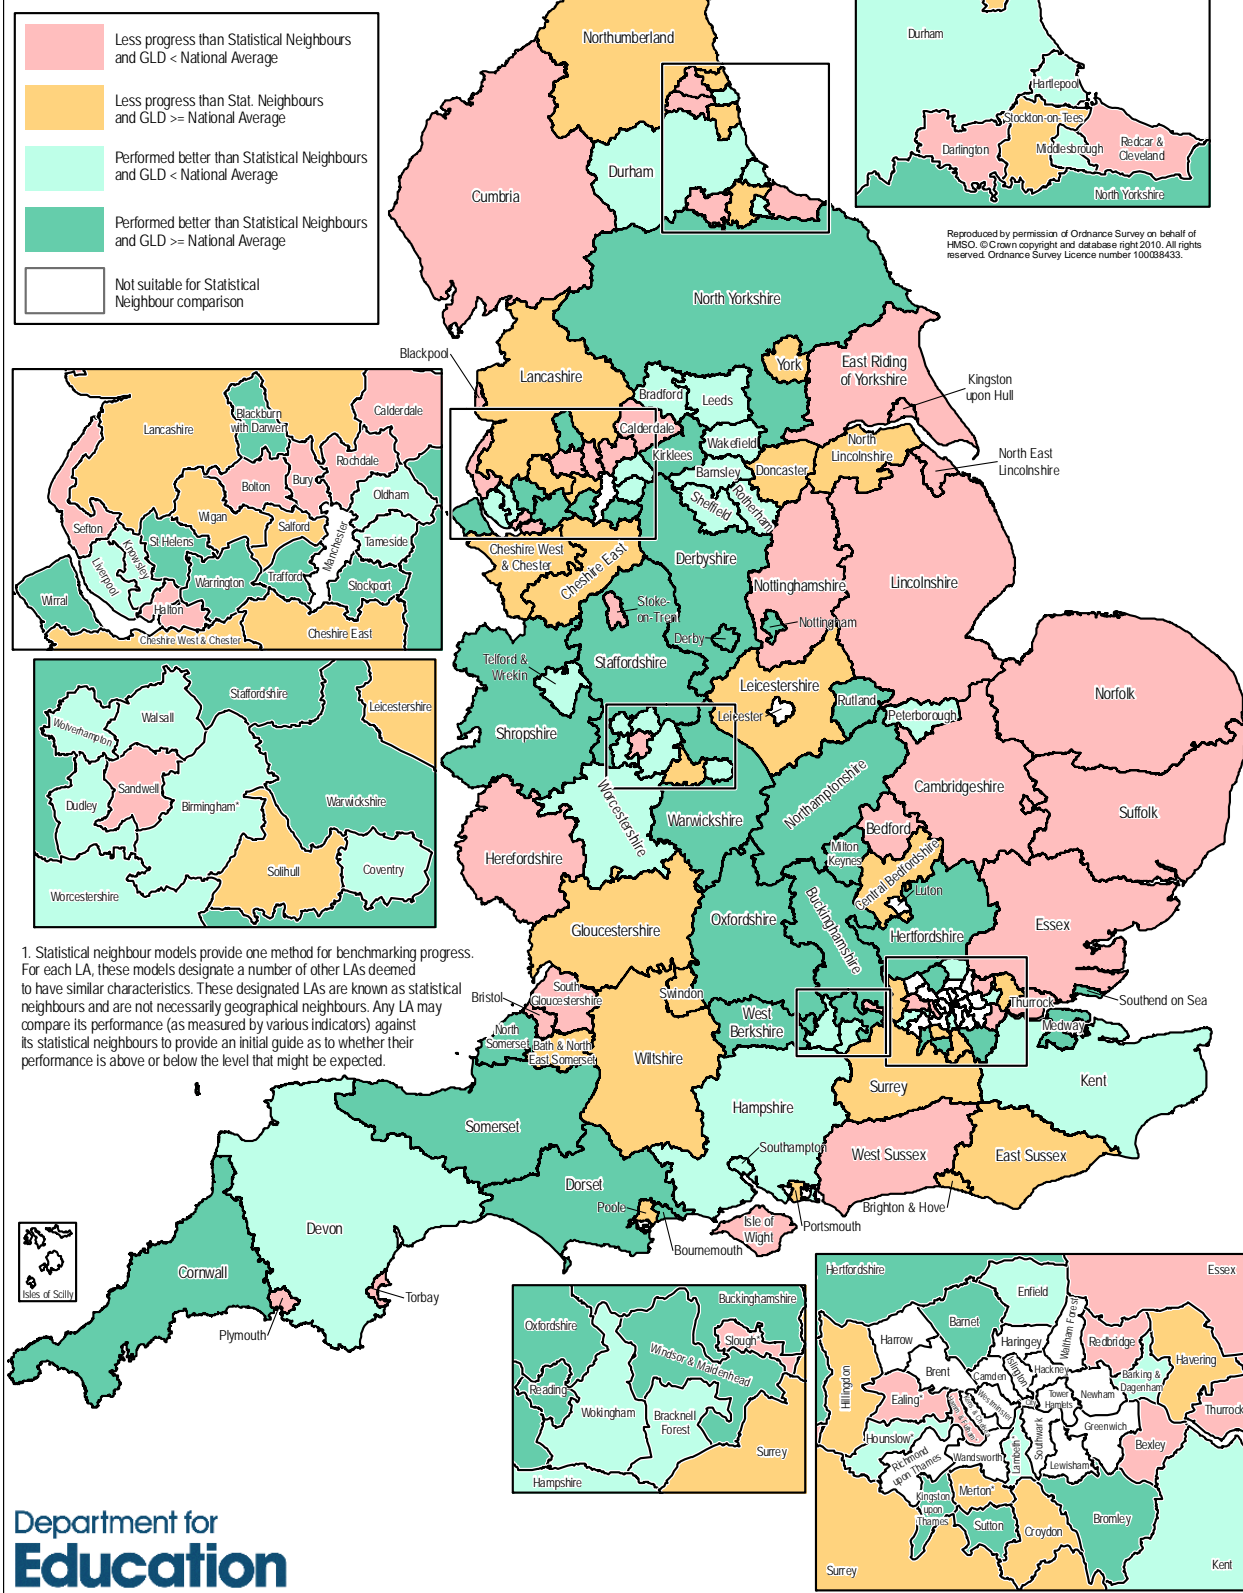 Less progress than Statistical Neighbours
and GLD < National Average
Less progress than Stat. Neighbours
and GLD >= National Average
Performed better than Statistical Neighbours
and GLD < National Average
Performed better than Statistical Neighbours
and GLD >= National Average
Not suitable for Statistical
Neighbour comparison
Northumberland
Cumbria
Durham
North Yorkshire
Blackpool
Lancashire
York
East Riding
of Yorkshire
Kingston
upon Hull
Bradford
Leeds
Calderdale
Kirklees
Wakefield
North
Lincolnshire
North East
Lincolnshire
Barnsley
Doncaster
Sheffield
Rotherham
Cheshire West
& Chester
Cheshire East
Derbyshire
Nottinghamshire
Lincolnshire
Stoke-
on-Trent
Derby
Nottingham
Telford &
Wrekin
Staffordshire
Leicestershire
Leicester
Rutland
Peterborough
Norfolk
Shropshire
Worcestershire
Warwickshire
Northamptonshire
Cambridgeshire
Suffolk
Herefordshire
Bedford
Milton
Keynes
Central Bedfordshire
Luton
Gloucestershire
Oxfordshire
Buckinghamshire
Hertfordshire
Essex
South
Gloucestershire
Bristol
Swindon
Thurrock
Southend on Sea
North
Somerset
Bath & North
East Somerset
Wiltshire
West
Berkshire
Medway
Surrey
Kent
Hampshire
Somerset
Southampton
West Sussex
East Sussex
Dorset
Poole
Bournemouth
Isle of
Wight
Portsmouth
Brighton & Hove
Devon
Cornwall
Plymouth
Torbay
Isles of Scilly
Durham
Hartlepool
Stockton-on-Tees
Darlington
Middlesbrough
Redcar &
Cleveland
North Yorkshire
Reproduced by permission of Ordnance Survey on behalf of
HMSO. © Crown copyright and database right 2010. All rights
reserved. Ordnance Survey Licence number 100038433.
Lancashire
Blackburn
with Darwen
Calderdale
Rochdale
Bolton
Bury
Oldham
Sefton
Wigan
Salford
Manchester
Tameside
Knowsley
St Helens
Liverpool
Warrington
Trafford
Stockport
Wirral
Halton
Cheshire West & Chester
Cheshire East
Staffordshire
Leicestershire
Wolverhampton
Walsall
Sandwell
Dudley
Birmingham*
Warwickshire
Solihull
Coventry
Worcestershire
1. Statistical neighbour models provide one method for benchmarking progress.
For each LA, these models designate a number of other LAs deemed
to have similar characteristics. These designated LAs are known as statistical
neighbours and are not necessarily geographical neighbours. Any LA may
compare its performance (as measured by various indicators) against
its statistical neighbours to provide an initial guide as to whether their
performance is above or below the level that might be expected.
Buckinghamshire
Oxfordshire
Slough*
Windsor & Maidenhead
Reading
Wokingham
Bracknell
Forest
Surrey
Hampshire
Hertfordshire
Essex
Enfield
Barnet
Harrow
Haringey
Waltham Forest
Redbridge
Havering
Hillingdon
Brent
Camden
Islington
Hackney
Barking &
Dagenham
Ealing*
Westminster
City
Tower
Hamlets
Newham
Thurrock
Hounslow*
Southwark
Greenwich
Bexley
Richmond
upon Thames
Wandsworth
Lambeth*
Lewisham
Kingston
upon
Thames
Merton*
Sutton
Croydon
Bromley
Surrey
Kent
Department for
Education